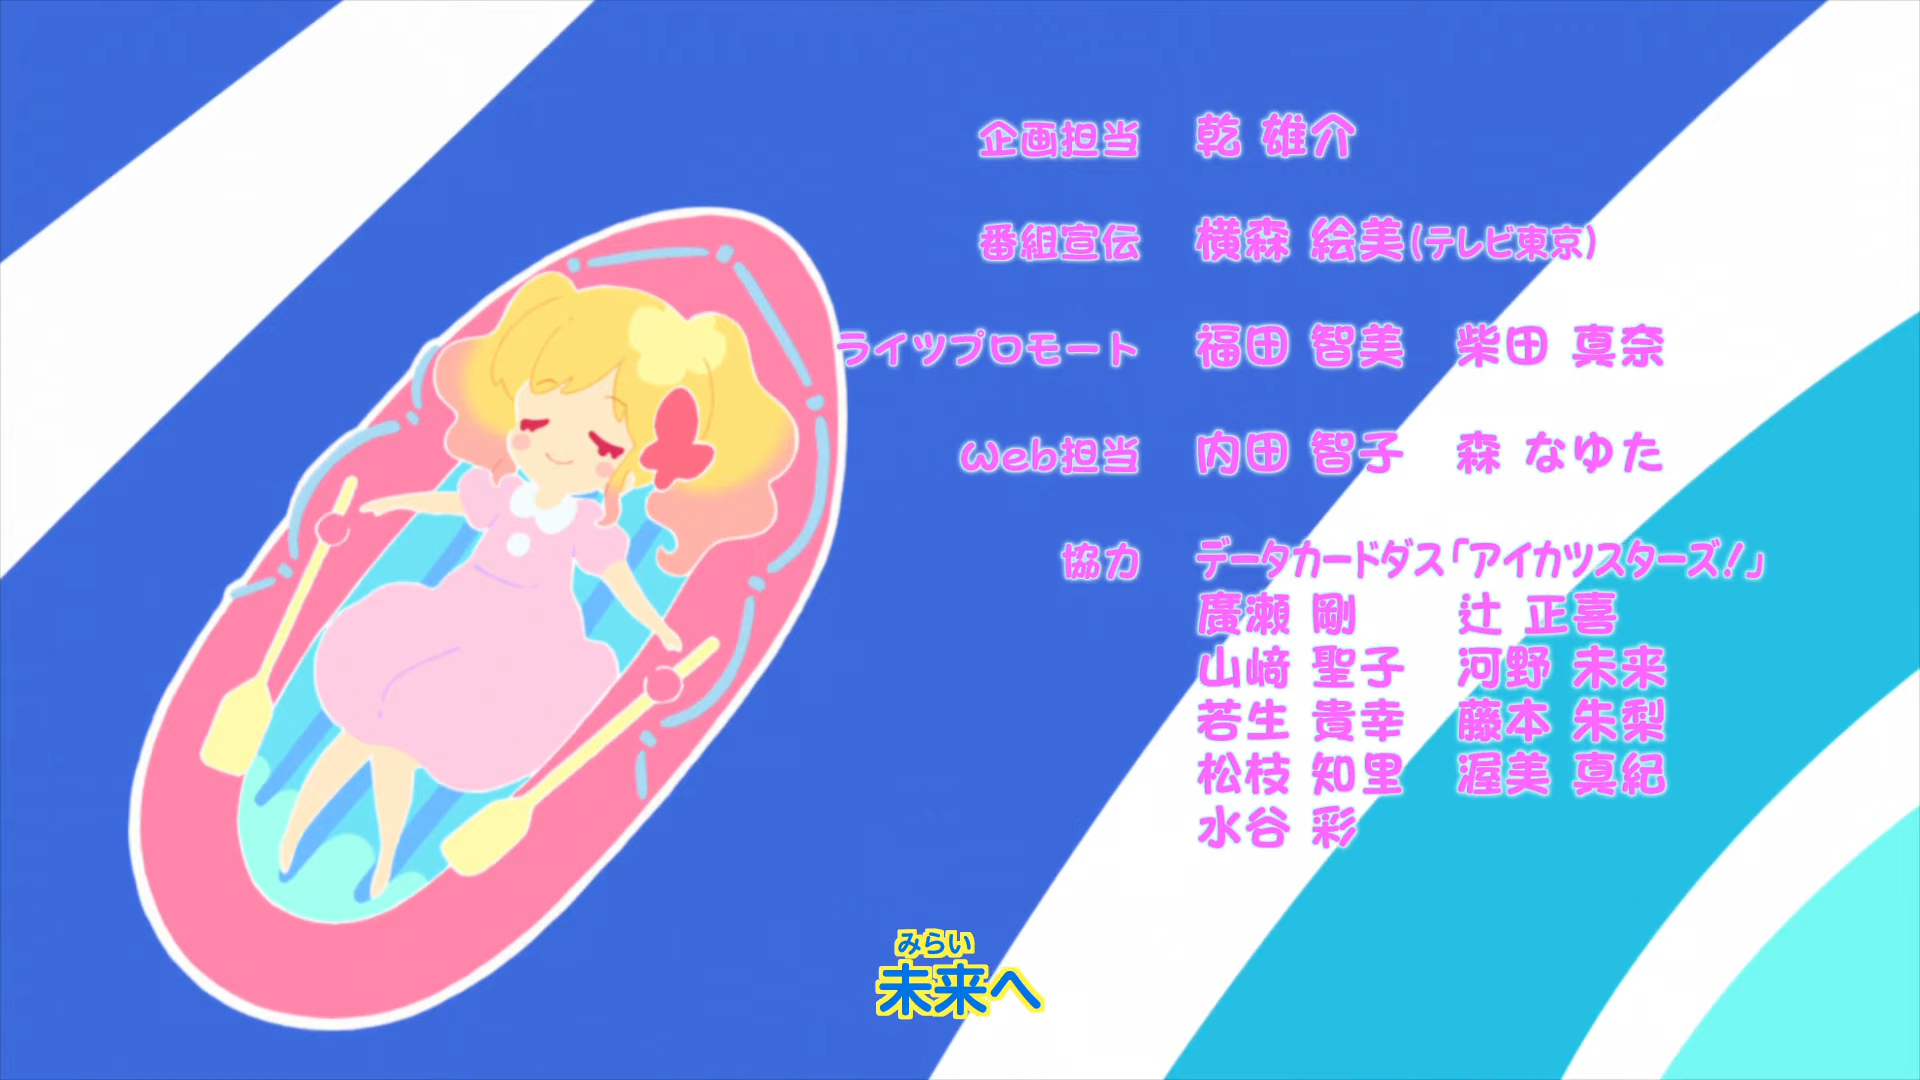 企画担当 乾 雄介
番組宣伝 横森 絵美(テレビ東京)
ライツプロモート 福田 智美 柴田 真奈
Web担当 内田 智子 森 なゆた
協力 データカードダス「アイカツスターズ!」
廣瀬 剛 辻 正喜
山﨑 聖子 河野 未来
若生 貴幸 藤本 朱梨
松枝 知里 渥美 真紀
水谷 彩
みらい
未来へ